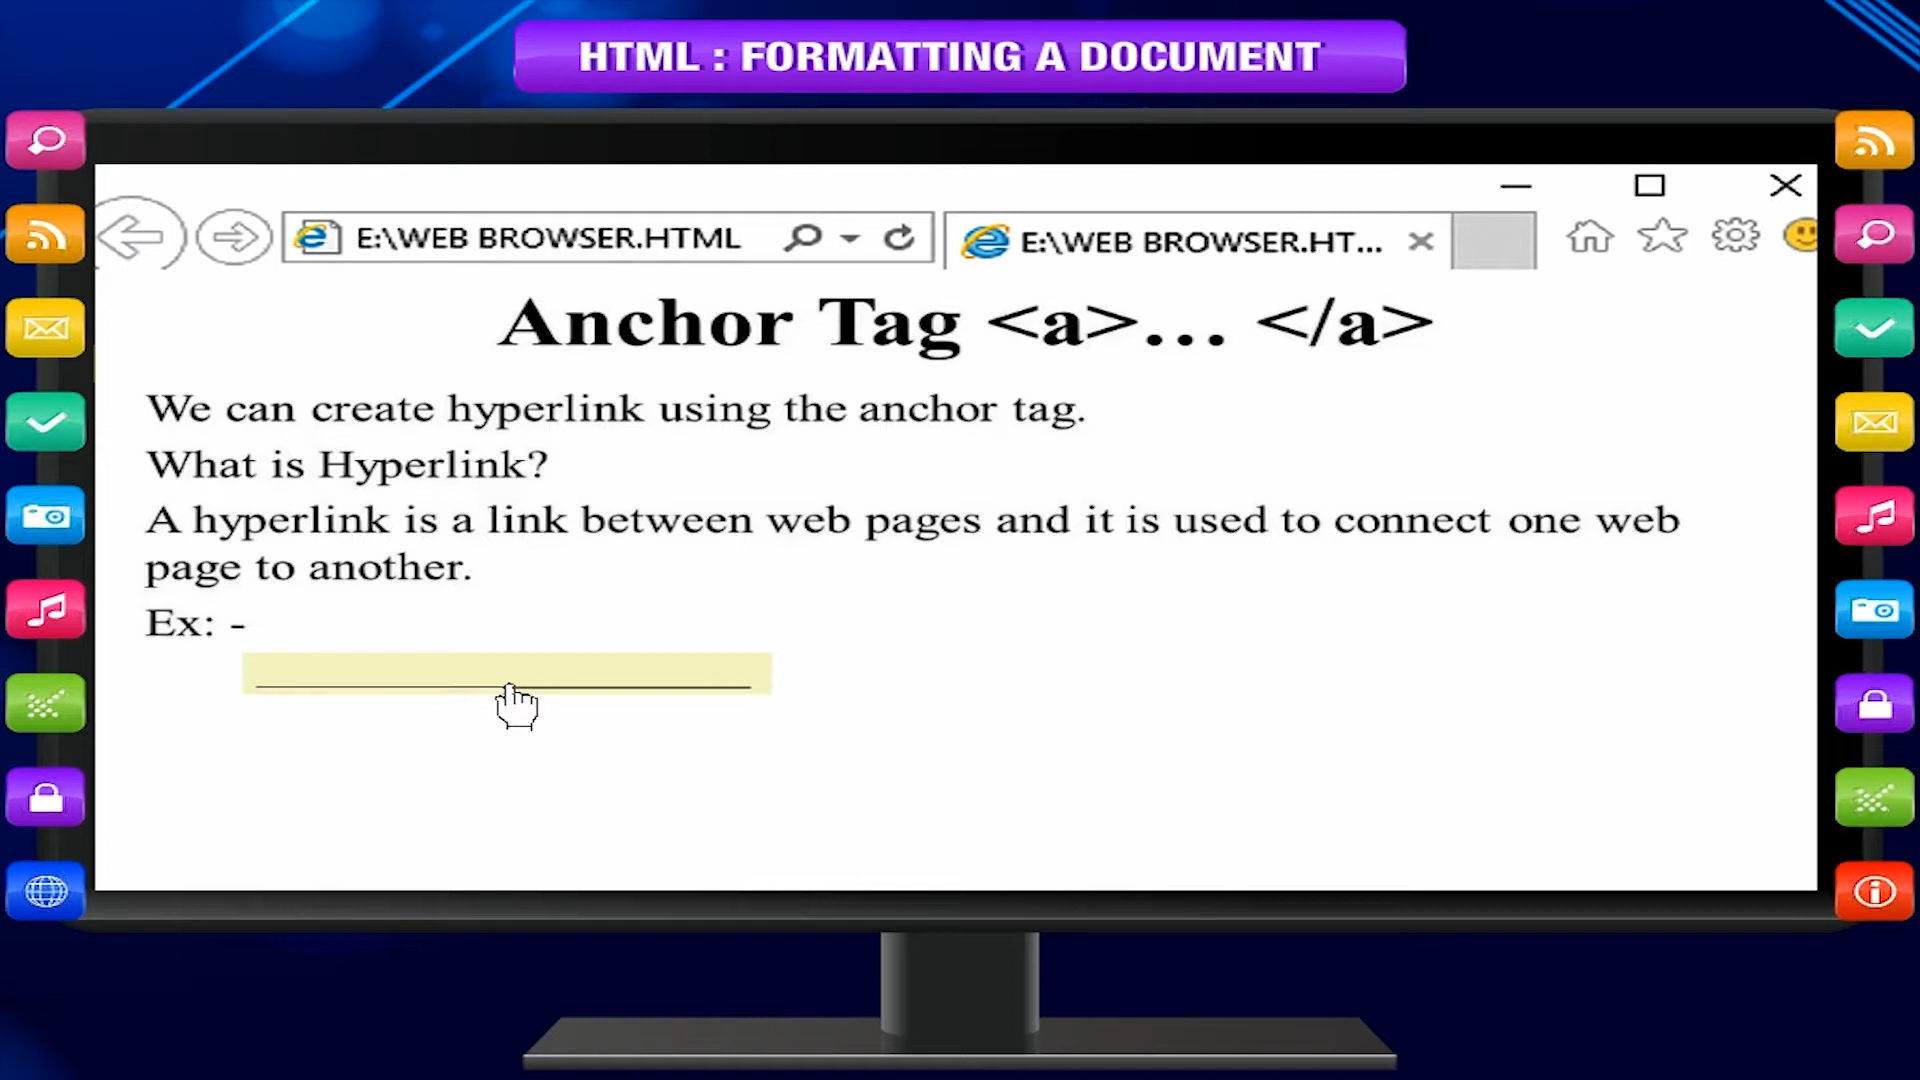 HTML : FORMATTING A DOCUMENT
E:\WEB BROWSER.HTML
E:\WEB BROWSER.HT...
Anchor Tag <a>... </a>
We can create hyperlink using the anchor tag.
What is Hyperlink?
A hyperlink is a link between web pages and it is used to connect one web
page to another.
Ex: -